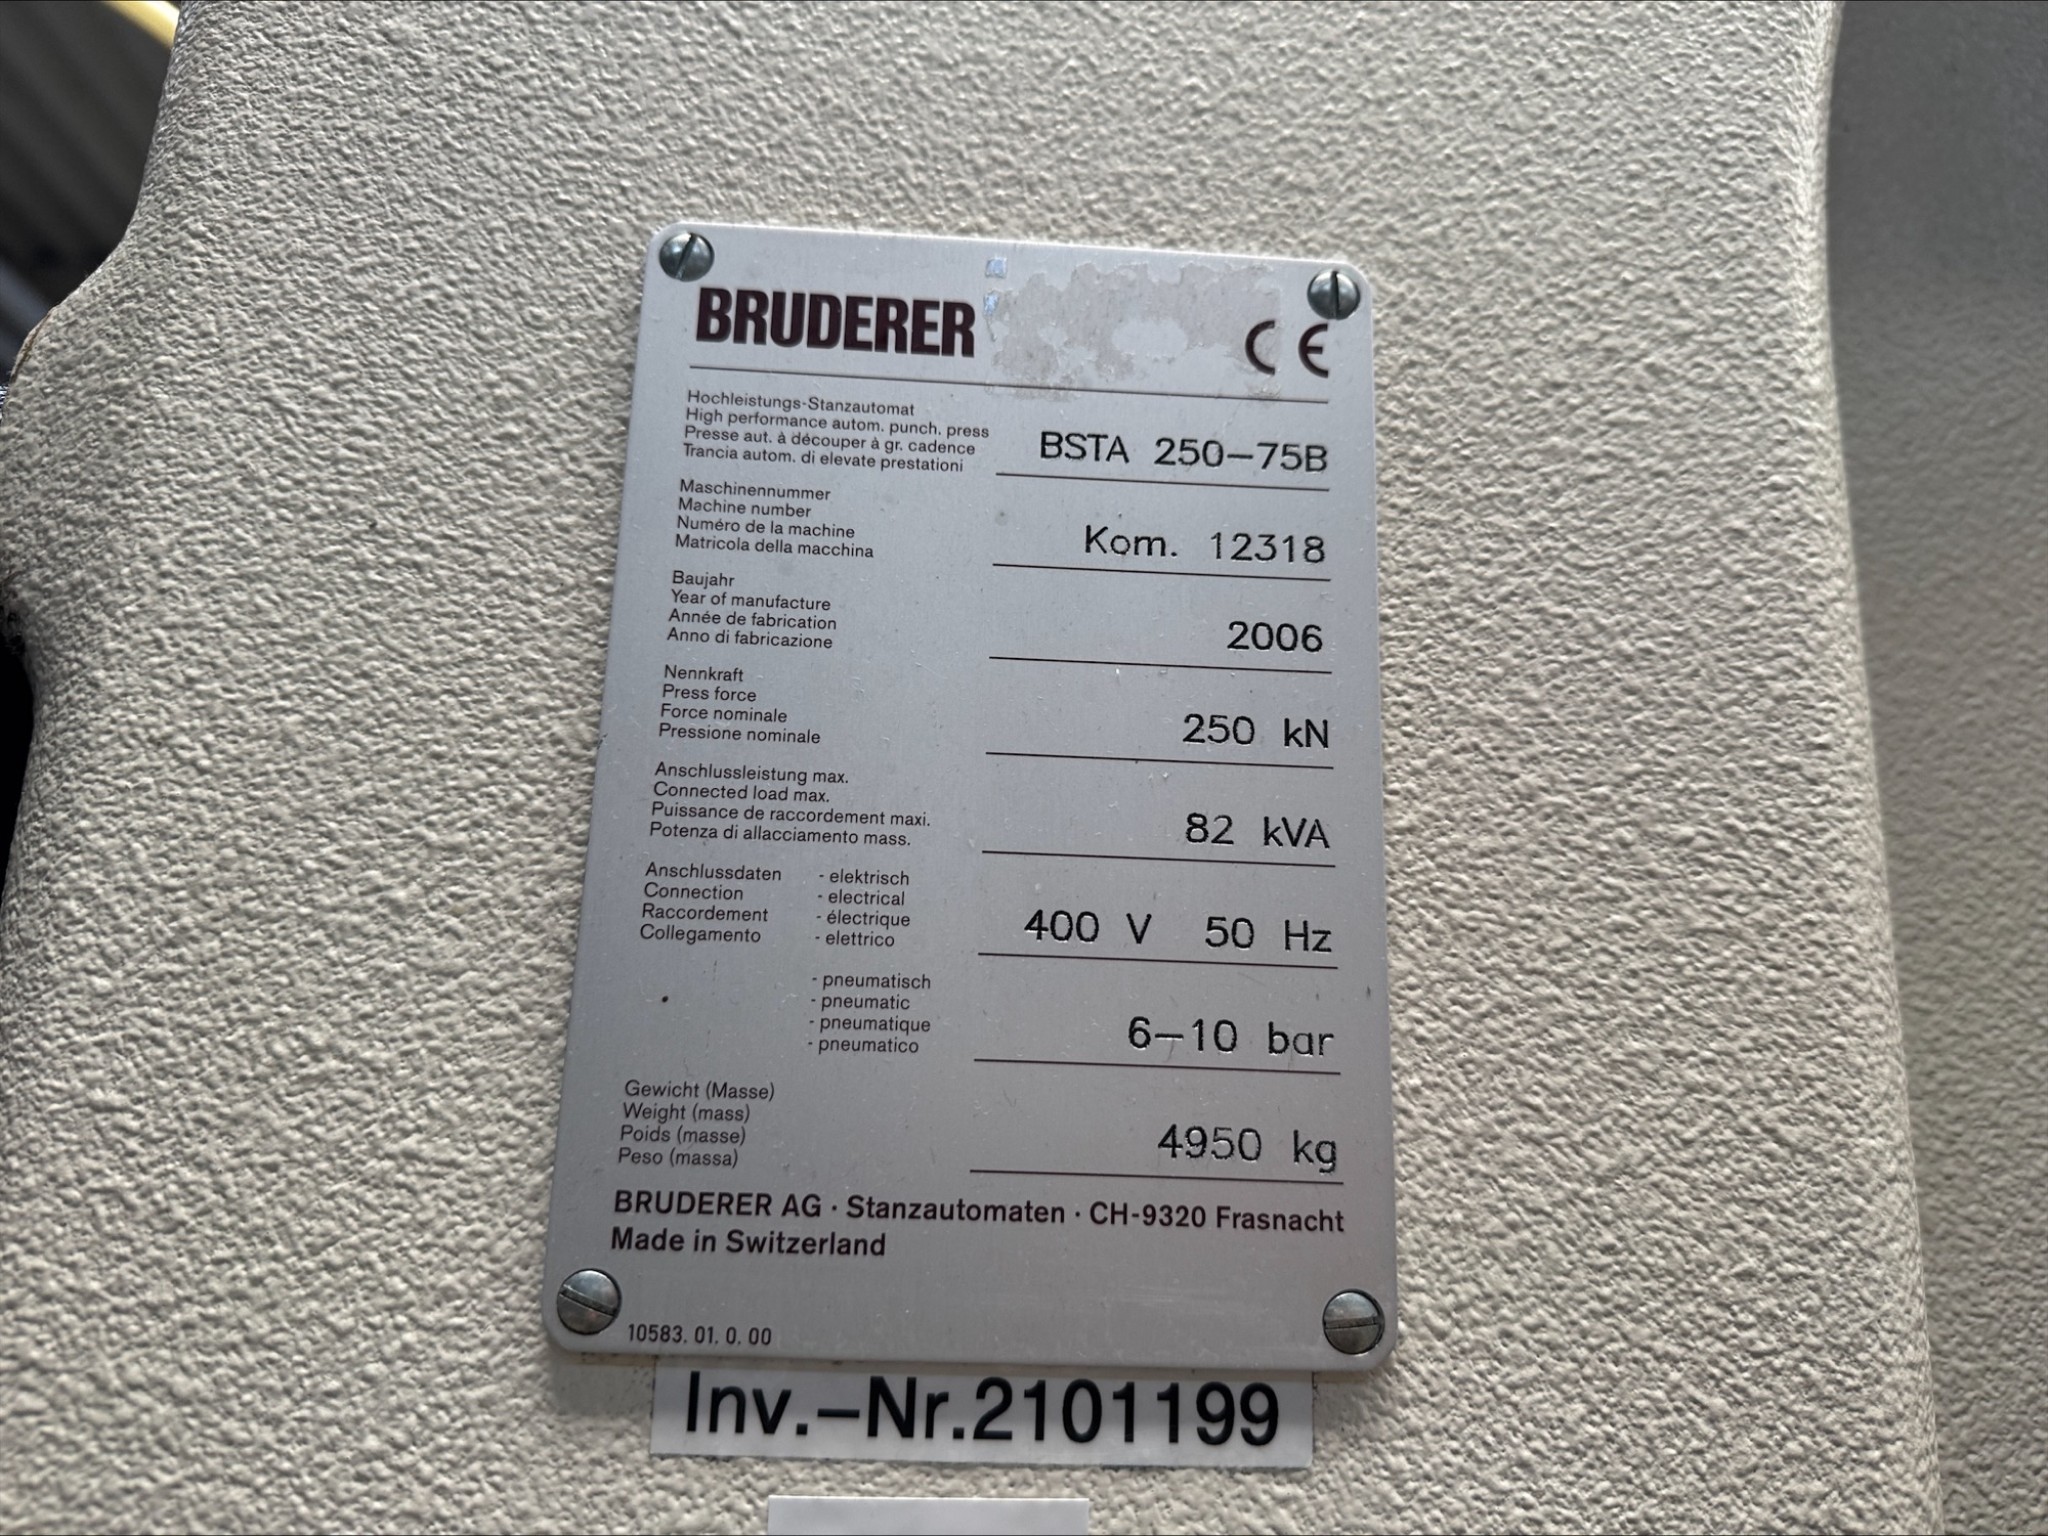 BRUDERER CE
Hochleistungs-Stanzautomat
High performance autom. punch. press
Presse aut. à découper à gr. cadence
Trancia autom. di elevate prestationi
BSTA 250-75B
Maschinennummer
Machine number
Numéro de la machine
Matricola della macchina
Kom. 12318
Baujahr
Year of manufacture
Année de fabrication
Anno di fabricazione
2006
Nennkraft
Press force
Force nominale
Pressione nominale
250 kN
Anschlussleistung max.
Connected load max.
Puissance de raccordement maxi.
Potenza di allacciamento mass.
82 kVA
Anschlussdaten - elektrisch
Connection - electrical
Raccordement - électrique
Collegamento - elettrico
400 V 50 Hz
- pneumatisch
- pneumatic
- pneumatique
- pneumatico
6-10 bar
Gewicht (Masse)
Weight (mass)
Poids (masse)
Peso (massa)
4950 kg
BRUDERER AG · Stanzautomaten · CH-9320 Frasnacht
Made in Switzerland
10583. 01. 0. 00
Inv.-Nr.2101199